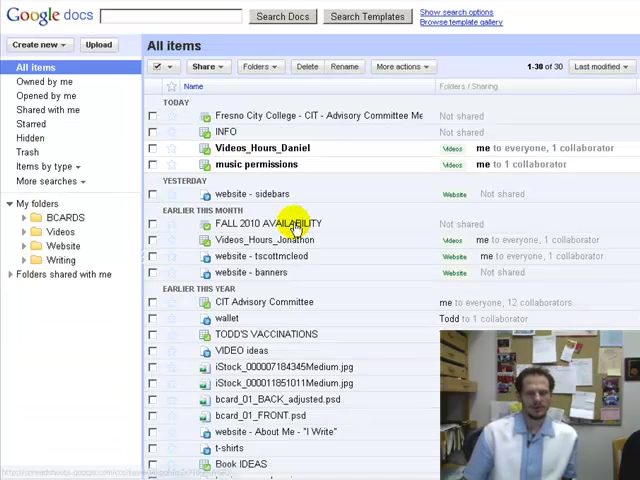 Google docs
Search Docs
Search Templates
Show search options
Browse template gallery
Create new
Upload
All items
All items
Owned by me
Opened by me
Shared with me
Starred
Hidden
Trash
Items by type
More searches
My folders
BCARDS
Videos
Website
Writing
Folders shared with me
Share
Folders
Delete
Rename
More actions
1-30 of 30
Last modified
Name
Folders / Sharing
TODAY
Fresno City College - CIT - Advisory Committee Me
Not shared
INFO
Not shared
Videos_Hours_Daniel
Videos me to everyone, 1 collaborator
music permissions
Videos me to 1 collaborator
YESTERDAY
website - sidebars
Website Not shared
EARLIER THIS MONTH
FALL 2010 AVAILABILITY
Not shared
Videos_Hours_Jonathon
Videos me to everyone, 1 collaborator
website - tscottmcleod
Website me to everyone, 1 collaborator
website - banners
Website Not shared
EARLIER THIS YEAR
CIT Advisory Committee
me to everyone, 12 collaborators
wallet
Todd to 1 collaborator
TODD'S VACCINATIONS
VIDEO ideas
iStock_000007184345Medium.jpg
iStock_000011851011Medium.jpg
bcard_01_BACK_adjusted.psd
bcard_01_FRONT.psd
website - About Me - "I Write"
t-shirts
Book IDEAS